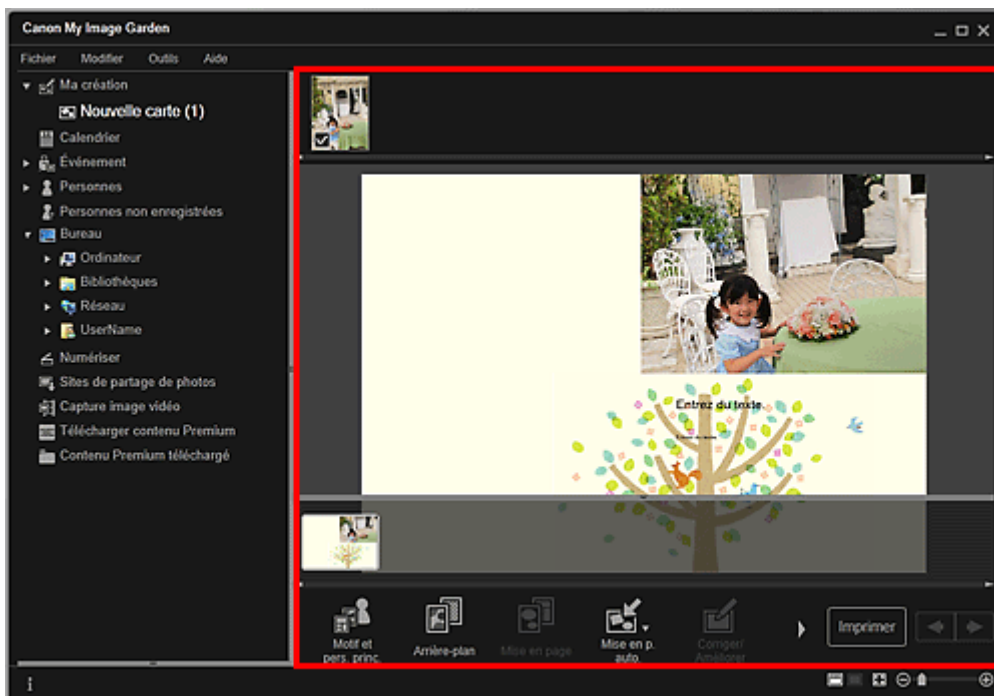 Canon My Image Garden
Fichier Modifier Outils Aide
Ma création
Nouvelle carte (1)
Calendrier
Événement
Personnes
Personnes non enregistrées
Bureau
Ordinateur
Bibliothèques
Réseau
UserName
Numériser
Sites de partage de photos
Capture image vidéo
Télécharger contenu Premium
Contenu Premium téléchargé
Entrez du texte.
Motif et
pers. princ.
Arrière-plan
Mise en page
Mise en p.
auto.
Corriger/
Améliorer
Imprimer